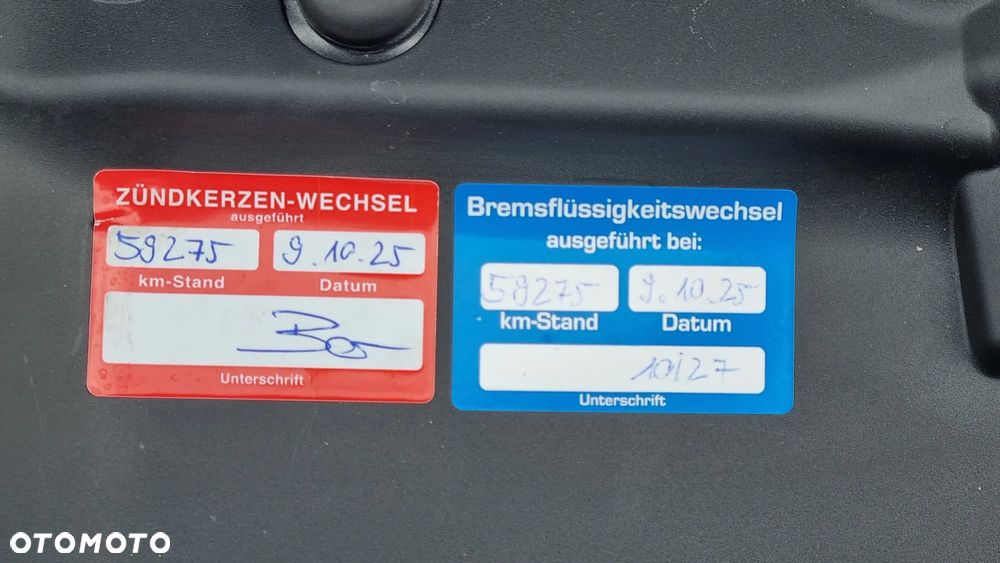 ZÜNDKERZEN-WECHSEL
ausgeführt
59275
9.10.25
km-Stand
Datum
Unterschrift
Bremsflüssigkeitswechsel
ausgeführt bei:
59275
9.10.25
km-Stand
Datum
10/27
Unterschrift
OTOMOTO